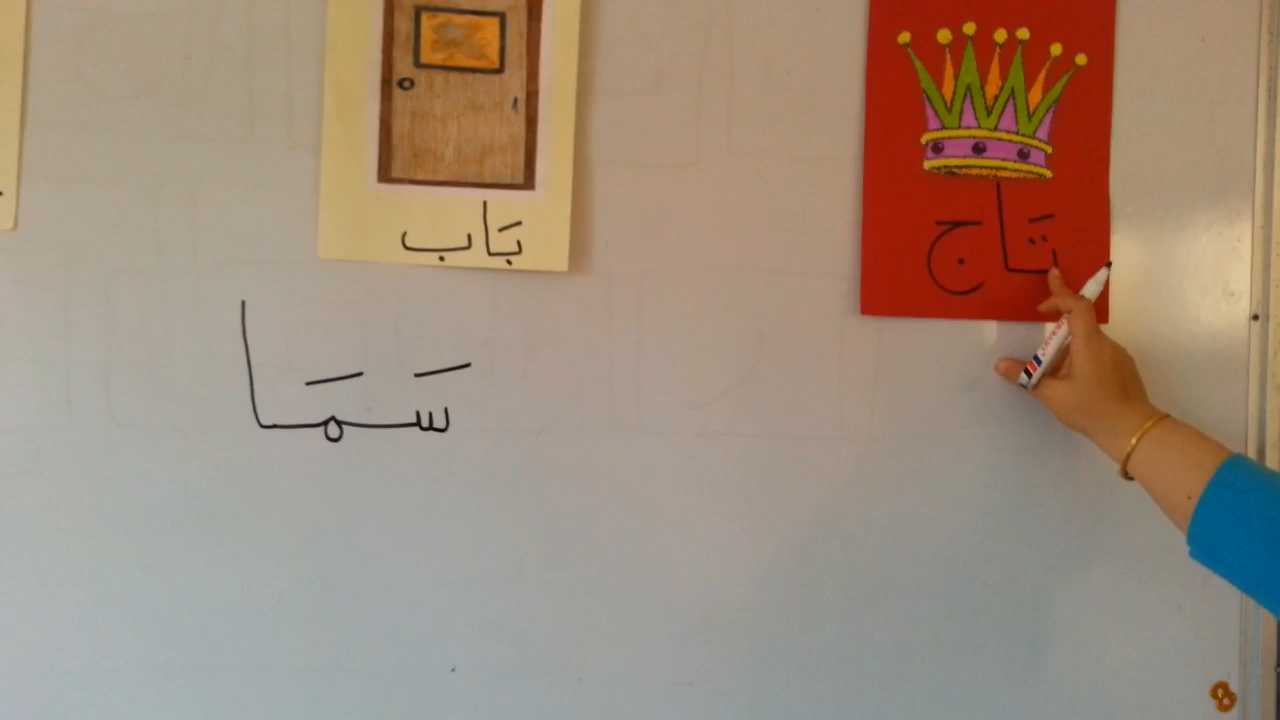 تَاج
بَاب
سَمَا